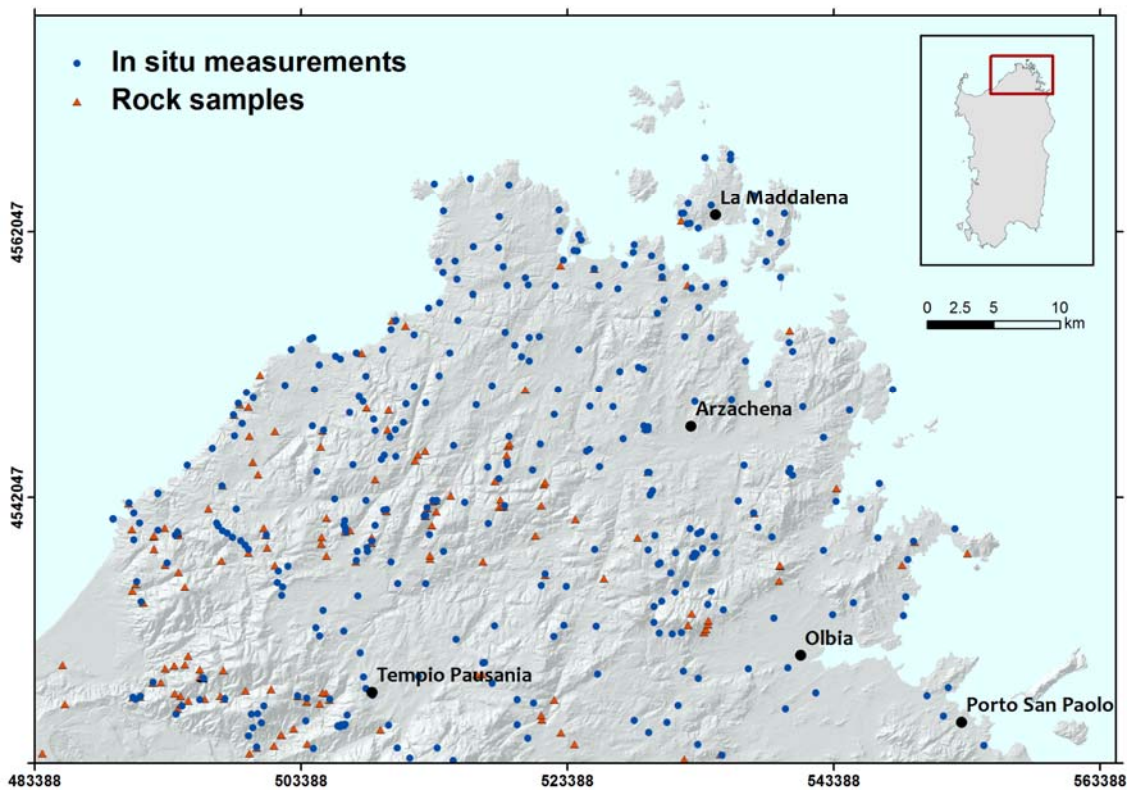 In situ measurements
Rock samples
La Maddalena
4562047
0 2.5 5 10
km
Arzachena
4542047
Olbia
Tempio Pausania
Porto San Paolo
483388 503388 523388 543388 563388